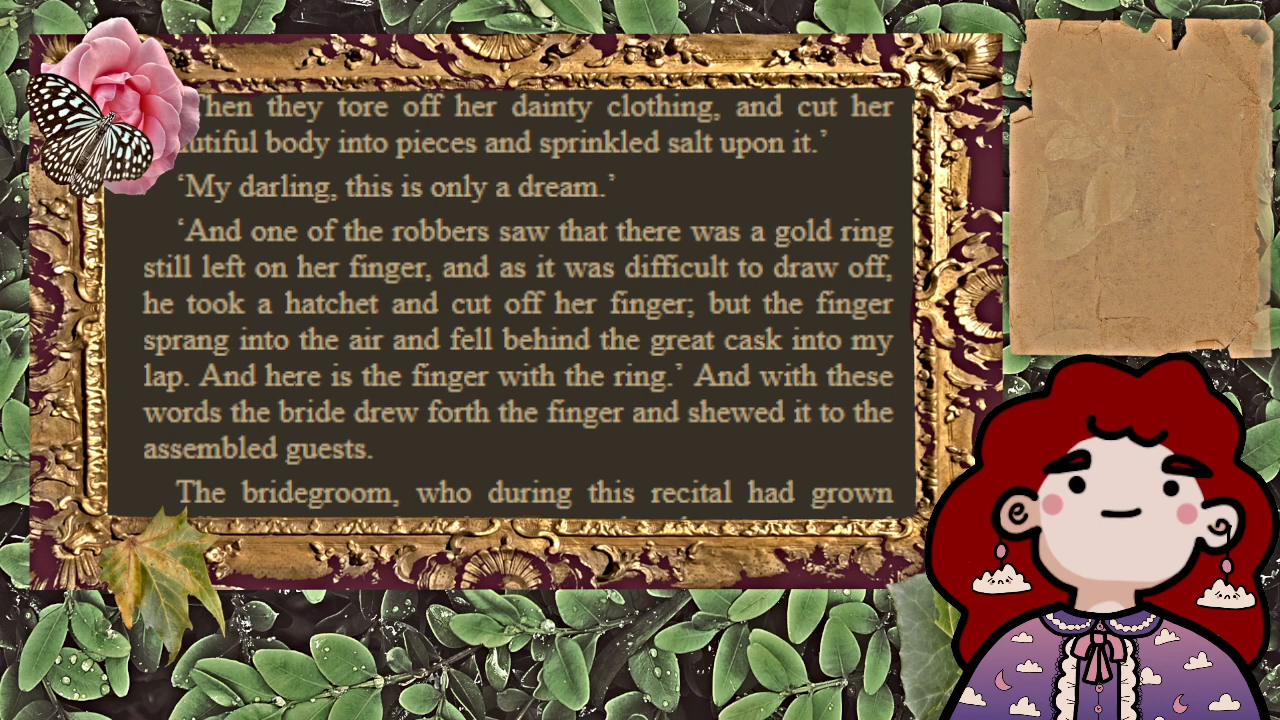 hen they tore off her dainty clothing, and cut her
utiful body into pieces and sprinkled salt upon it.’
‘My darling, this is only a dream.’
‘And one of the robbers saw that there was a gold ring
still left on her finger, and as it was difficult to draw off,
he took a hatchet and cut off her finger; but the finger
sprang into the air and fell behind the great cask into my
lap. And here is the finger with the ring.’ And with these
words the bride drew forth the finger and shewed it to the
assembled guests.
The bridegroom, who during this recital had grown